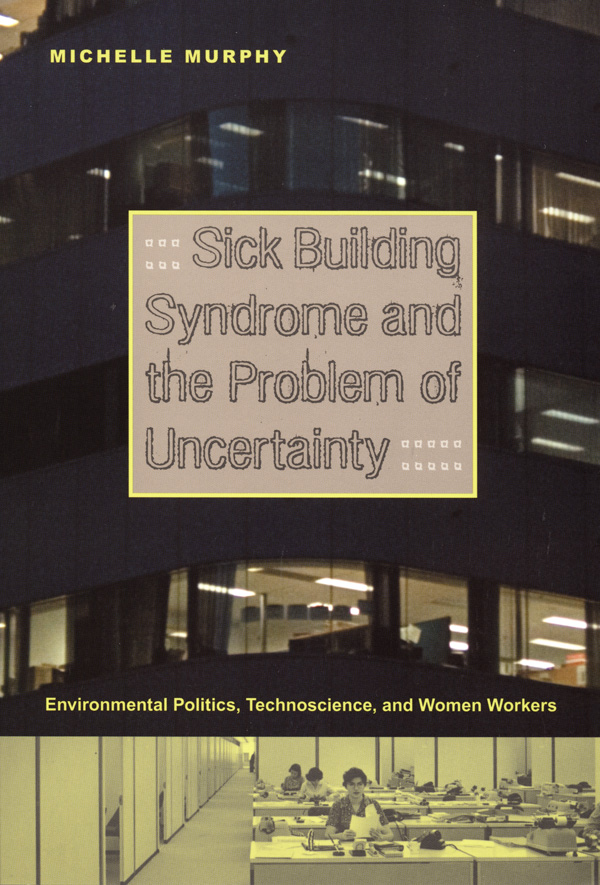 MICHELLE MURPHY
Sick Building
Syndrome and
the Problem of
Uncertainty
Environmental Politics, Technoscience, and Women Workers